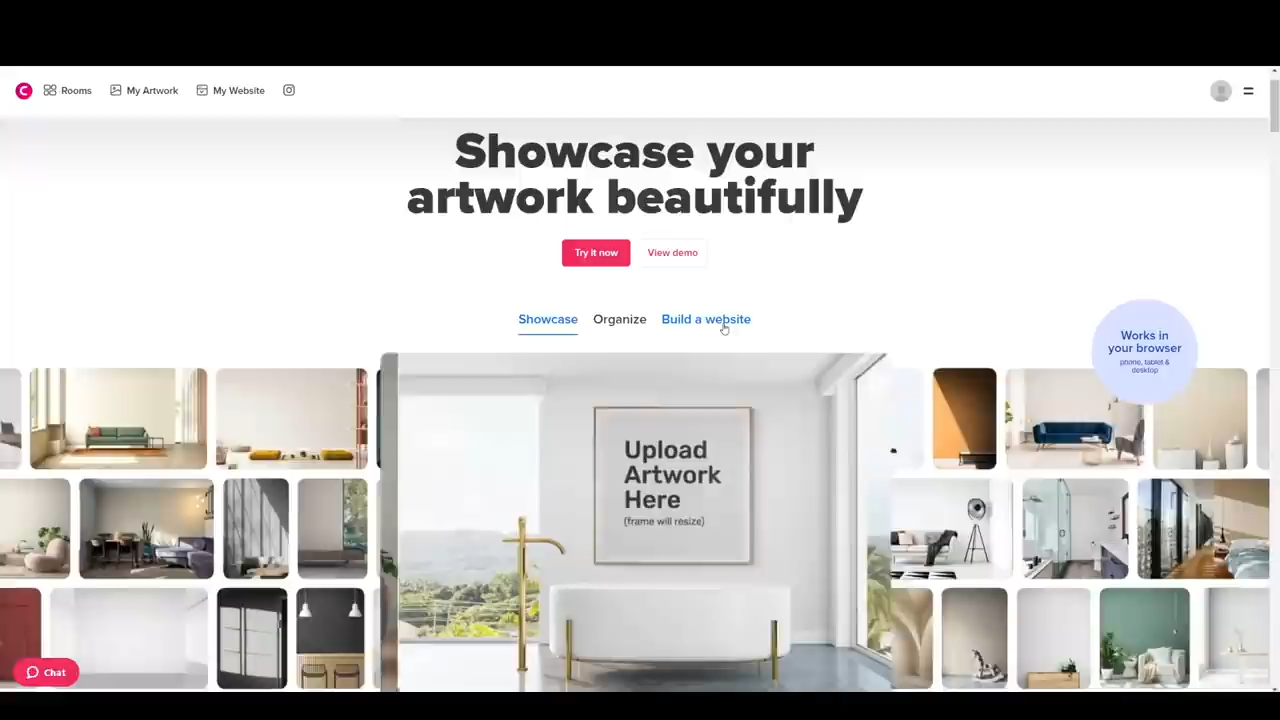 C
Rooms
My Artwork
My Website
Showcase your
artwork beautifully
Try it now
View demo
Showcase
Organize
Build a website
Works in
your browser
phone, tablet &
desktop
Upload
Artwork
Here
(frame will resize)
Chat